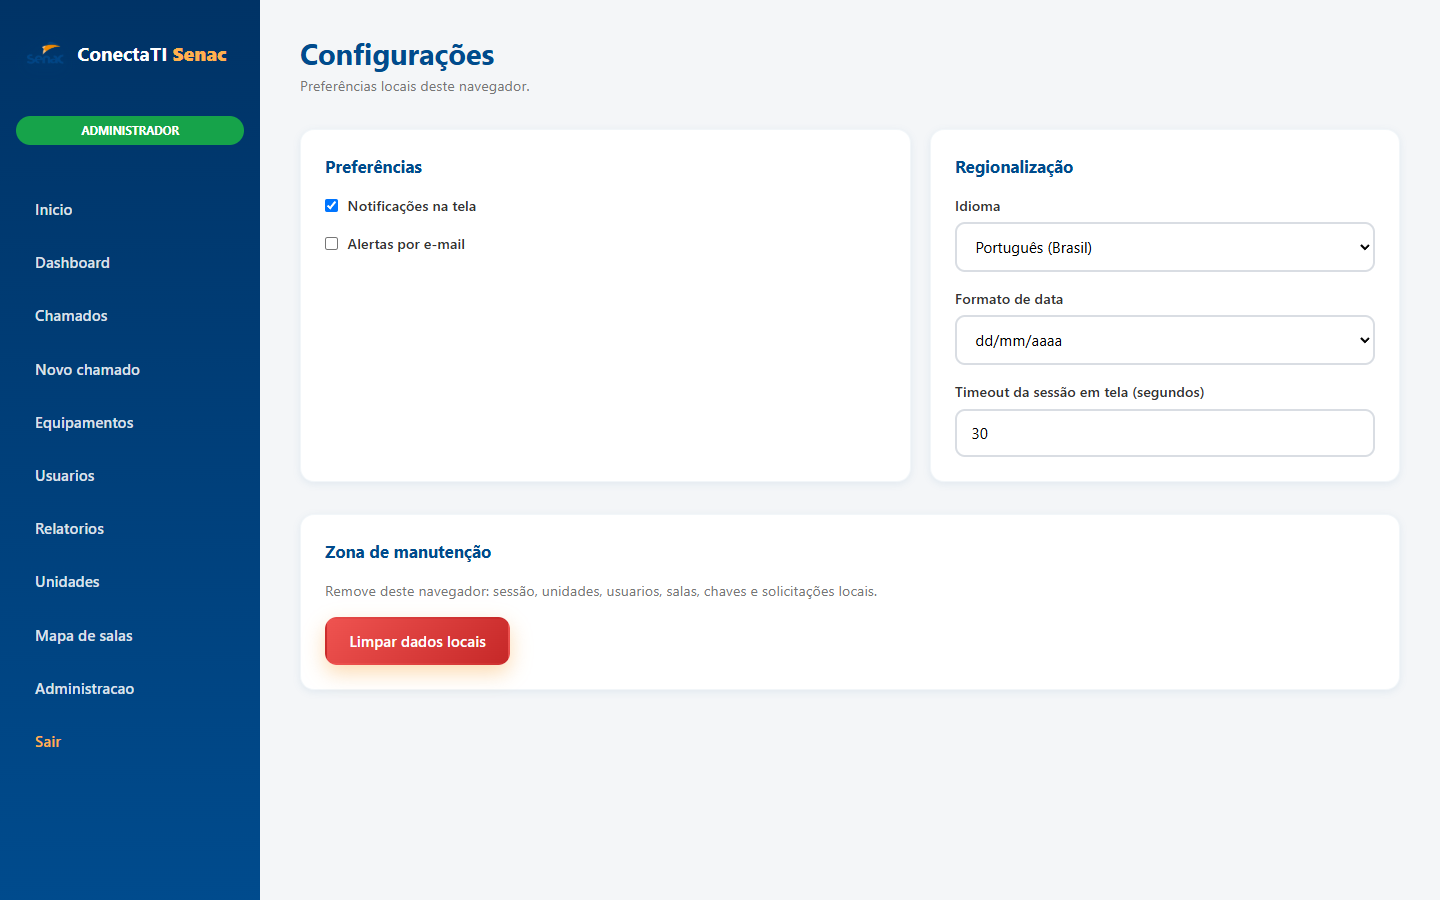 Senac
ConectaTI Senac
ADMINISTRADOR
Inicio
Dashboard
Chamados
Novo chamado
Equipamentos
Usuarios
Relatorios
Unidades
Mapa de salas
Administracao
Sair
Configurações
Preferências locais deste navegador.
Preferências
Notificações na tela
Alertas por e-mail
Regionalização
Idioma
Português (Brasil)
Formato de data
dd/mm/aaaa
Timeout da sessão em tela (segundos)
30
Zona de manutenção
Remove deste navegador: sessão, unidades, usuarios, salas, chaves e solicitações locais.
Limpar dados locais